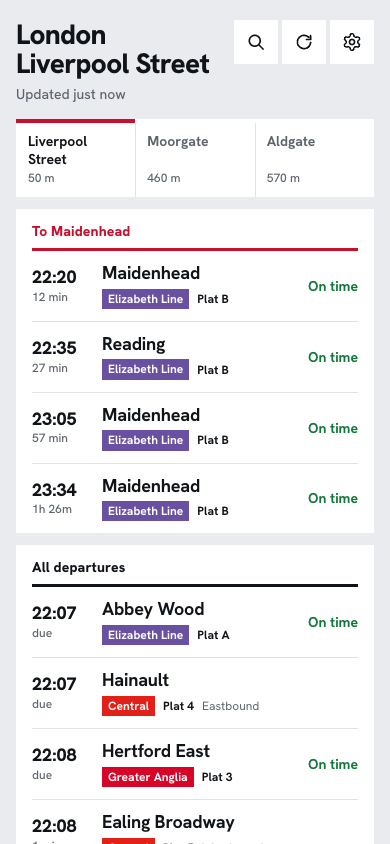 London
Liverpool Street
Updated just now
Liverpool
Street
50 m
Moorgate
460 m
Aldgate
570 m
To Maidenhead
22:20
12 min
Maidenhead
Elizabeth Line Plat B
On time
22:35
27 min
Reading
Elizabeth Line Plat B
On time
23:05
57 min
Maidenhead
Elizabeth Line Plat B
On time
23:34
1h 26m
Maidenhead
Elizabeth Line Plat B
On time
All departures
22:07
due
Abbey Wood
Elizabeth Line Plat A
On time
22:07
due
Hainault
Central Plat 4 Eastbound
22:08
due
Hertford East
Greater Anglia Plat 3
On time
22:08
Ealing Broadway